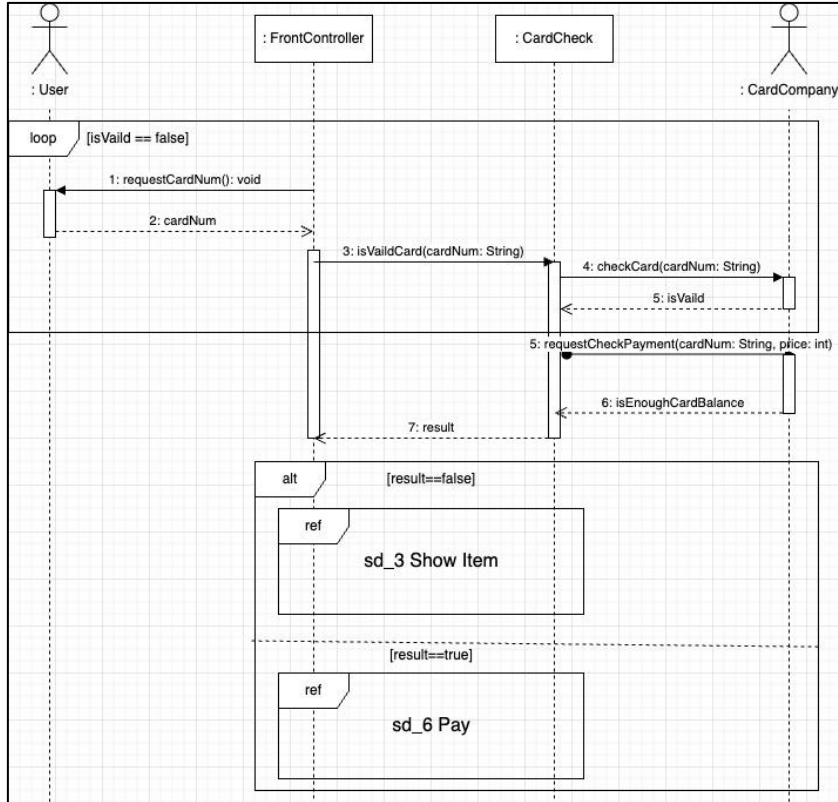 : User
: FrontController
: CardCheck
: CardCompany
loop
[isVaild == false]
1: requestCardNum(): void
2: cardNum
3: isVaildCard(cardNum: String)
4: checkCard(cardNum: String)
5: isVaild
5: requestCheckPayment(cardNum: String, price: int)
6: isEnoughCardBalance
7: result
alt
[result==false]
ref
sd_3 Show Item
[result==true]
ref
sd_6 Pay